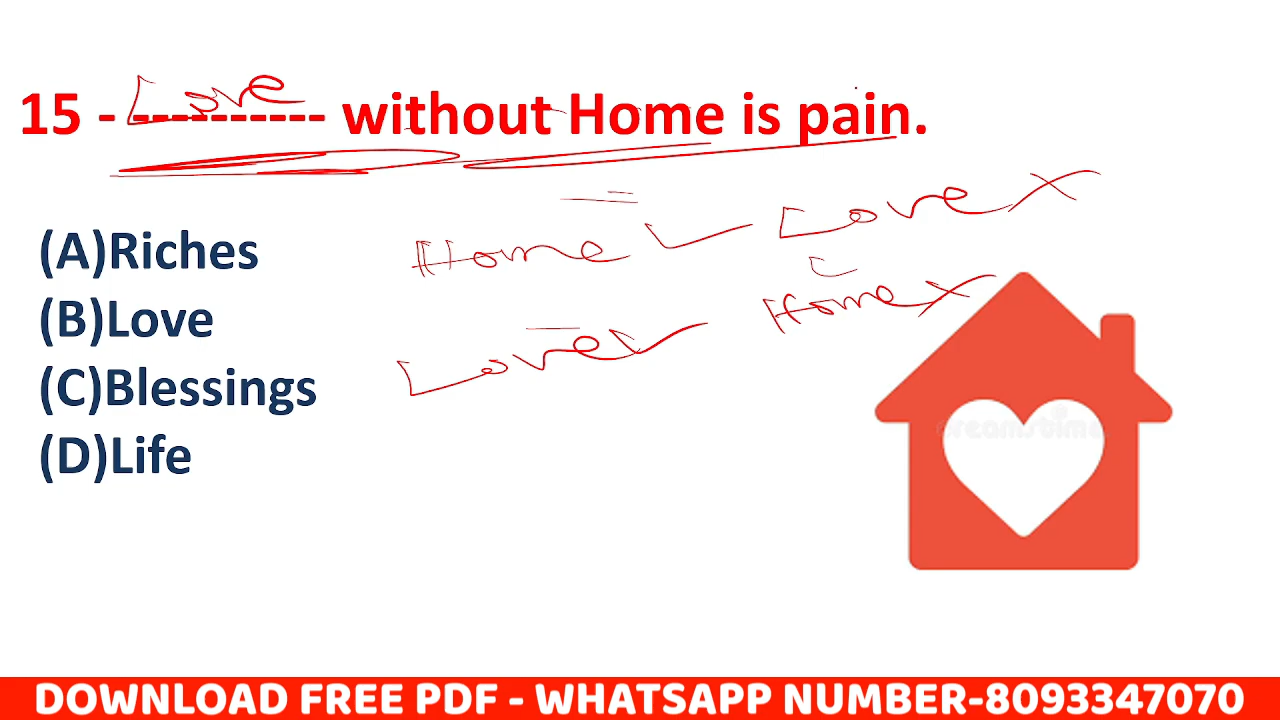 Love
15 - ---------- without Home is pain.
Home Love
Home
Love
(A)Riches
(B)Love
(C)Blessings
(D)Life
dreamstime
DOWNLOAD FREE PDF - WHATSAPP NUMBER-8093347070